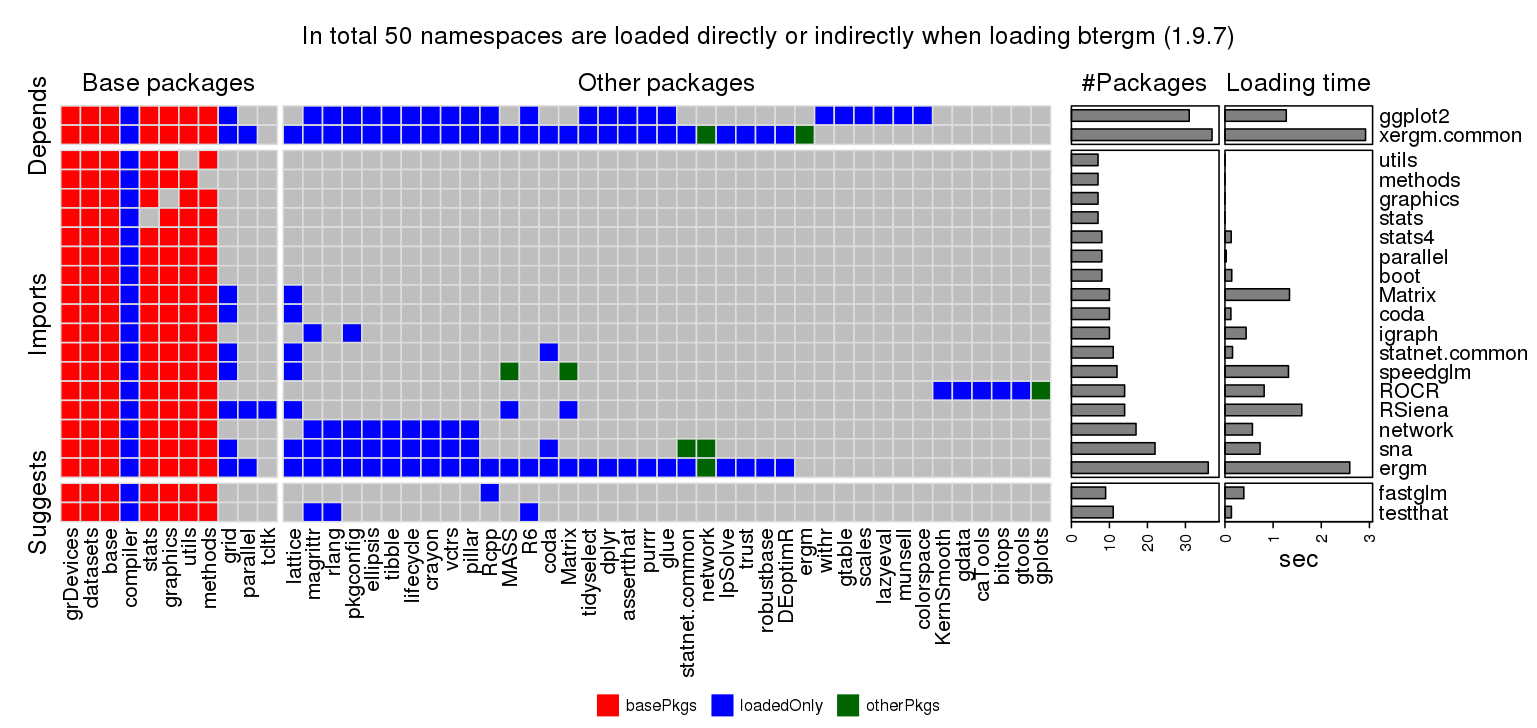 In total 50 namespaces are loaded directly or indirectly when loading btergm (1.9.7)
Base packages
Other packages
#Packages
Loading time
Depends
Imports
Suggests
ggplot2
xergm.common
utils
methods
graphics
stats
stats4
parallel
boot
Matrix
coda
igraph
statnet.common
speedglm
ROCR
RSiena
network
sna
ergm
fastglm
testthat
grDevices
datasets
base
compiler
stats
graphics
utils
methods
grid
parallel
tcltk
lattice
magrittr
rlang
pkgconfig
ellipsis
tibble
lifecycle
crayon
vctrs
pillar
Rcpp
MASS
R6
coda
Matrix
tidyselect
dplyr
assertthat
purrr
glue
statnet.common
network
lpSolve
trust
robustbase
DEoptimR
ergm
withr
gtable
scales
lazyeval
munsell
colorspace
KernSmooth
gdata
caTools
bitops
gtools
gplots
0 10 20 30
0 1 2 3
sec
basePkgs loadedOnly otherPkgs